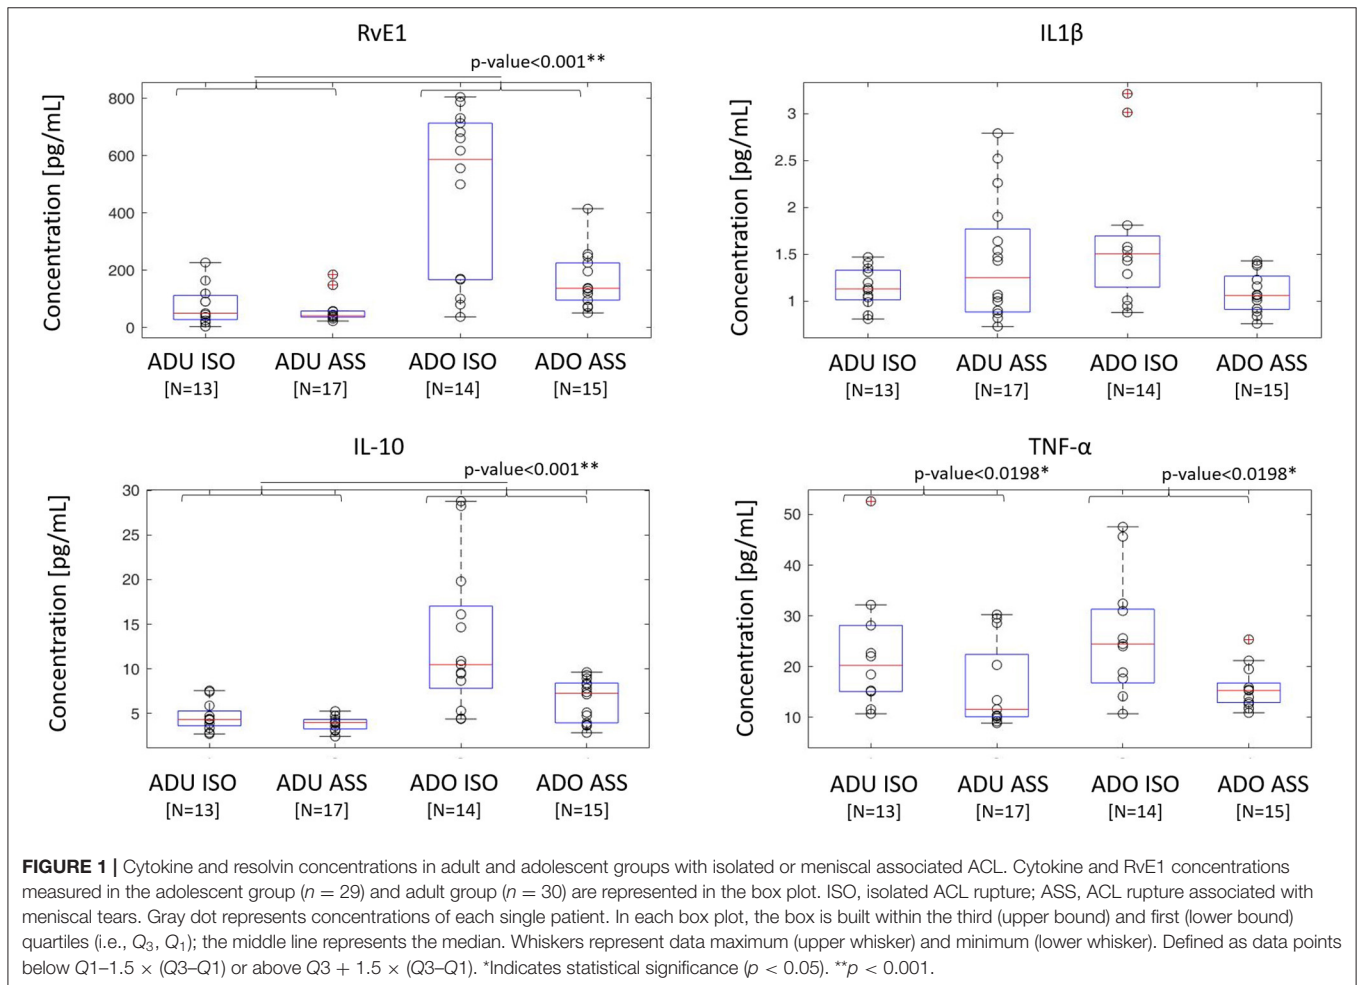 RvE1
p-value<0.001**
Concentration [pg/mL]
800
600
400
200
0
ADU ISO ADU ASS ADO ISO ADO ASS
[N=13] [N=17] [N=14] [N=15]
IL1β
Concentration [pg/mL]
3
2.5
2
1.5
1
ADU ISO ADU ASS ADO ISO ADO ASS
[N=13] [N=17] [N=14] [N=15]
IL-10
p-value<0.001**
Concentration [pg/mL]
30
25
20
15
10
5
ADU ISO ADU ASS ADO ISO ADO ASS
[N=13] [N=17] [N=14] [N=15]
TNF-α
p-value<0.0198* p-value<0.0198*
Concentration [pg/mL]
50
40
30
20
10
ADU ISO ADU ASS ADO ISO ADO ASS
[N=13] [N=17] [N=14] [N=15]
FIGURE 1 | Cytokine and resolvin concentrations in adult and adolescent groups with isolated or meniscal associated ACL. Cytokine and RvE1 concentrations
measured in the adolescent group (n = 29) and adult group (n = 30) are represented in the box plot. ISO, isolated ACL rupture; ASS, ACL rupture associated with
meniscal tears. Gray dot represents concentrations of each single patient. In each box plot, the box is built within the third (upper bound) and first (lower bound)
quartiles (i.e., Q3, Q1); the middle line represents the median. Whiskers represent data maximum (upper whisker) and minimum (lower whisker). Defined as data points
below Q1–1.5 × (Q3–Q1) or above Q3 + 1.5 × (Q3–Q1). *Indicates statistical significance (p < 0.05). **p < 0.001.